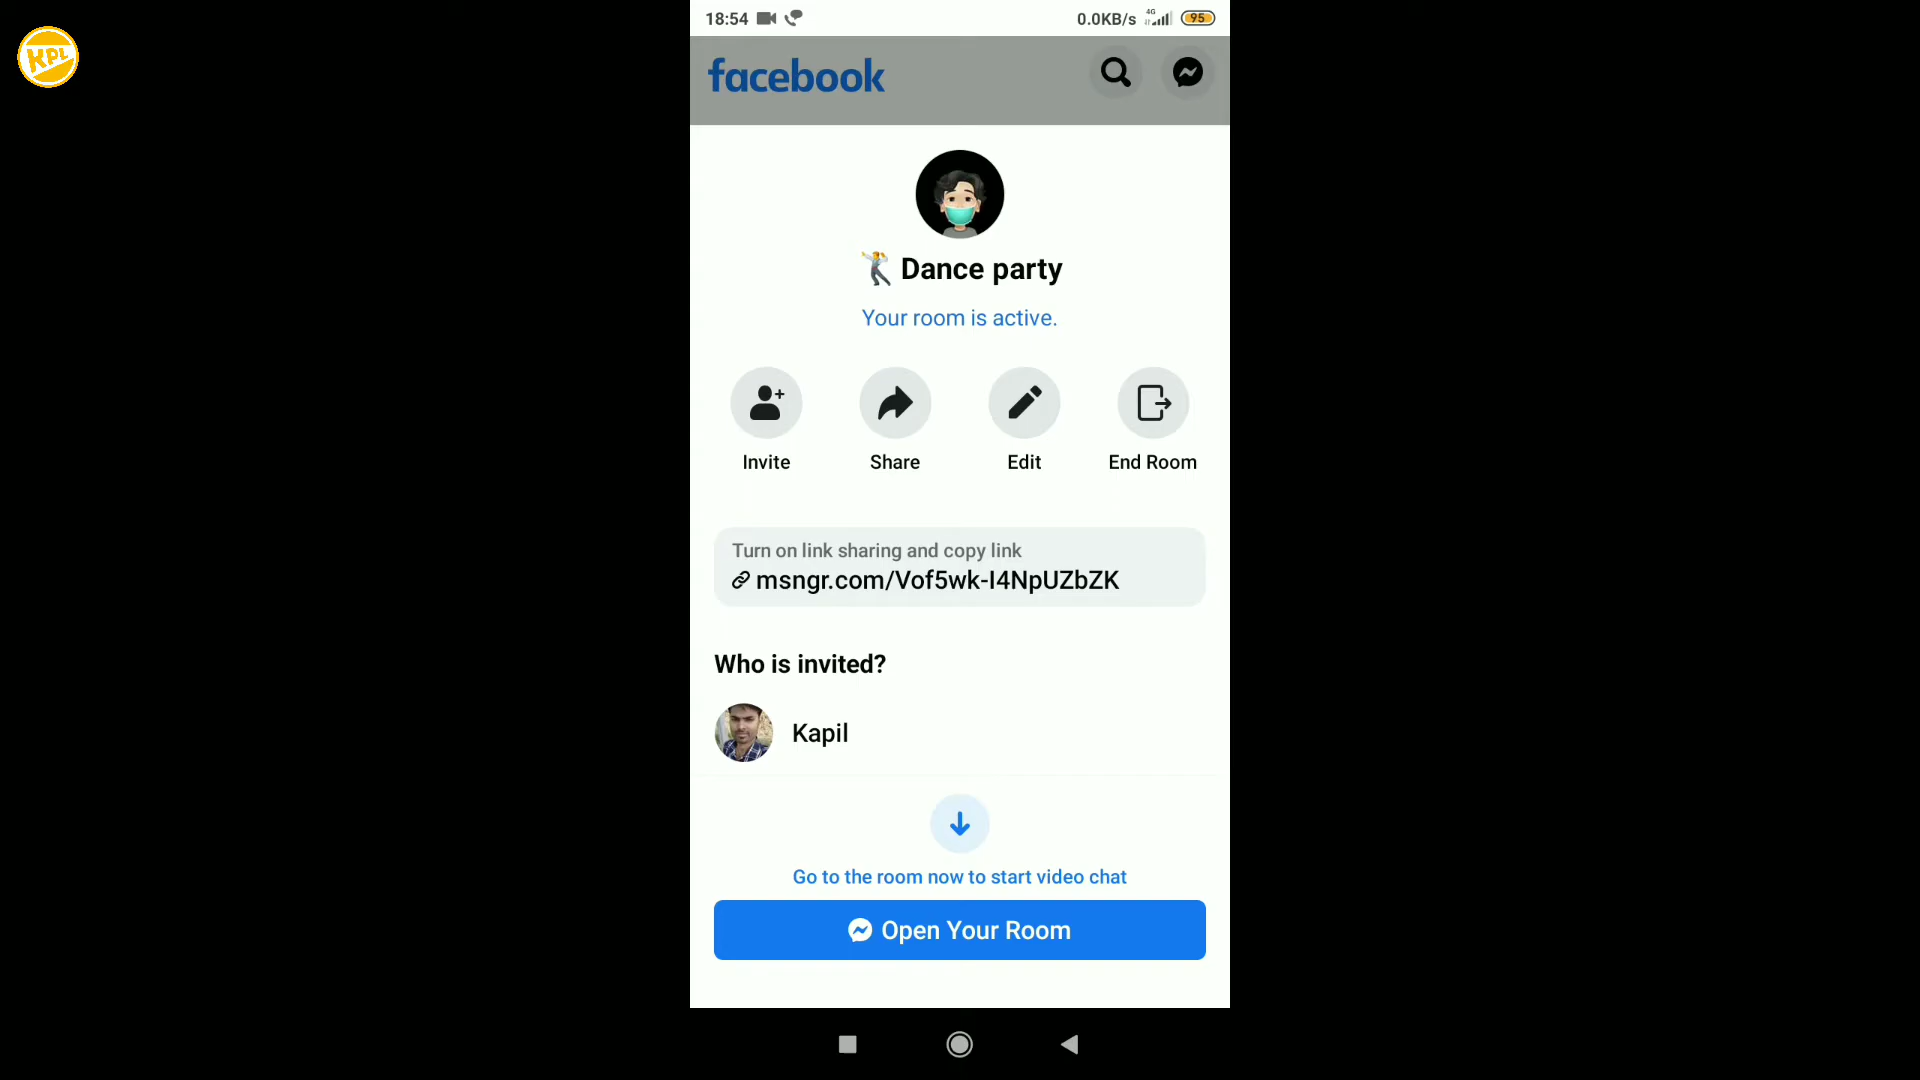 18:54 0.0KB/s 4G 95
KPL
facebook
Dance party
Your room is active.
Invite Share Edit End Room
Turn on link sharing and copy link
msngr.com/Vof5wk-I4NpUZbZK
Who is invited?
Kapil
Go to the room now to start video chat
Open Your Room